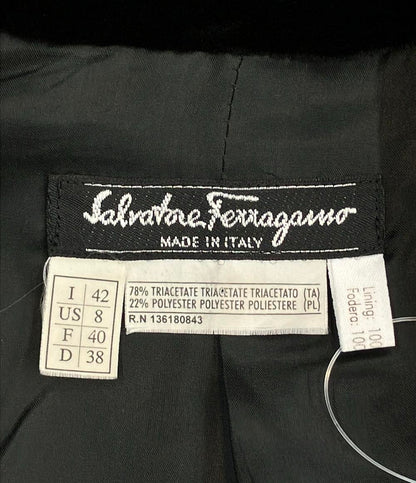 Salvatore Ferragamo
MADE IN ITALY
I 42
US 8
F 40
D 38
78% TRIACETATE TRIACETATE TRIACETATO (TA)
22% POLYESTER POLYESTER POLIESTERE (PL)
R.N 136180843
Lining: 100
Fodera: 100